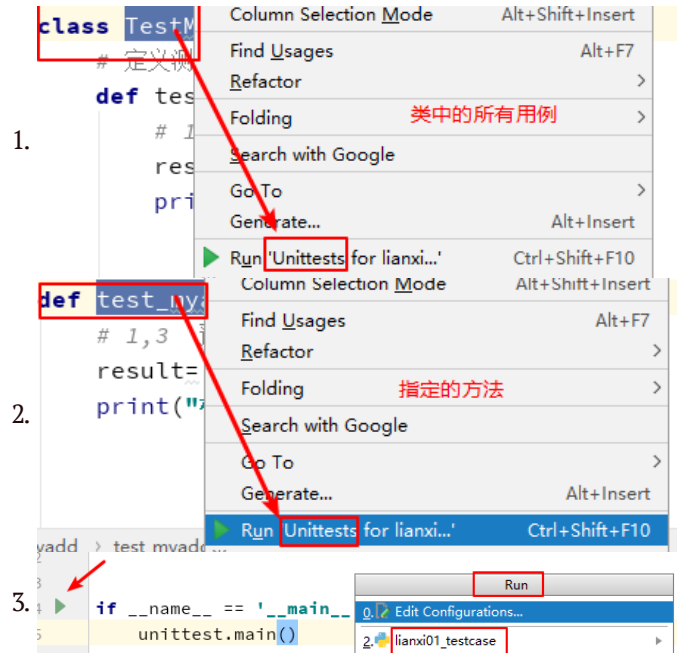 1.
class TestM
# 定义测
def tes
# 1
res
pri
Column Selection Mode Alt+Shift+Insert
Find Usages Alt+F7
Refactor
Folding 类中的所有用例
Search with Google
Go To
Generate... Alt+Insert
Run 'Unittests for lianxi...' Ctrl+Shift+F10
2.
def test_mya
# 1,3
result=
print("
Column Selection Mode Alt+Shift+Insert
Find Usages Alt+F7
Refactor
Folding 指定的方法
Search with Google
Go To
Generate... Alt+Insert
Run 'Unittests for lianxi...' Ctrl+Shift+F10
yadd > test myadd
3.
if __name__ == '__main__
unittest.main()
Run
0. Edit Configurations...
2. lianxi01_testcase